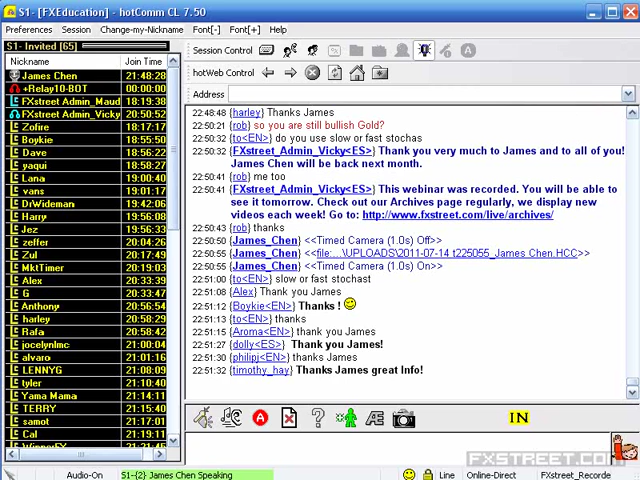 S1- [FXEducation] - hotComm CL 7.50
Preferences Session Change-my-Nickname Font[-] Font[+] Help
S1- Invited [65]
Session Control
Nickname Join Time
hotWeb Control
Address
James Chen 21:48:28
+Relay10-BOT 00:00:00
FXstreet Admin_Maud 18:19:38
FXstreet Admin_Vicky 20:50:52
Zofire 18:17:17
Boykie 18:55:50
Dave 18:56:22
yaqui 18:58:27
Lana 19:00:40
vans 19:01:17
DrWideman 19:42:06
Harry 19:56:08
Jez 19:56:33
zeffer 20:04:26
Zul 20:17:49
MktTimer 20:19:03
Alex 20:33:39
G 20:33:47
Anthony 20:56:54
harley 20:58:29
Rafa 20:58:42
jocelynlmc 21:00:04
alvaro 21:01:16
LENNYG 21:08:09
tyler 21:10:40
Yama Mama 21:14:11
TERRY 21:15:40
samot 21:17:01
Cal 21:19:11
22:48:48 {harley} Thanks James
22:50:21 {rob} so you are still bullish Gold?
22:50:32 {to<EN>} do you use slow or fast stochas
22:50:32 {FXstreet_Admin_Vicky<ES>} Thank you very much to James and to all of you!
James Chen will be back next month.
22:50:41 {rob} me too
22:50:41 {FXstreet_Admin_Vicky<ES>} This webinar was recorded. You will be able to
see it tomorrow. Check out our Archives page regularly, we display new
videos each week! Go to: http://www.fxstreet.com/live/archives/
22:50:43 {rob} thanks
22:50:50 {James_Chen} <<Timed Camera (1.0s) Off>>
22:50:55 {James_Chen} <<file:...\UPLOADS\2011-07-14 t225055_James Chen.HCC>>
22:50:55 {James_Chen} <<Timed Camera (1.0s) On>>
22:51:00 {to<EN>} slow or fast stochast
22:51:08 {Alex} Thank you James
22:51:12 {Boykie<EN>} Thanks !
22:51:13 {to<EN>} thanks
22:51:15 {Aroma<EN>} thank you James
22:51:27 {dolly<ES>} Thank you James!
22:51:30 {philipj<EN>} thanks James
22:51:32 {timothy_hay} Thanks James great Info!
A ? Æ IN
FXSTREET.COM
Audio-On S1-{2} James Chen Speaking Line Online-Direct FXstreet_Recorde